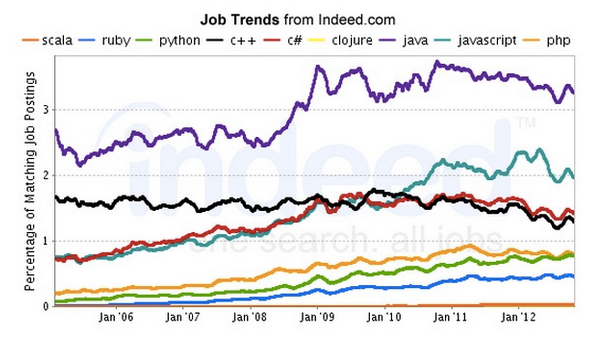 Job Trends from Indeed.com
scala ruby python c++ c# clojure java javascript php
Percentage of Matching Job Postings
3
2
1
0
indeed™
one search. all jobs.
Jan'06 Jan'07 Jan'08 Jan'09 Jan'10 Jan'11 Jan'12